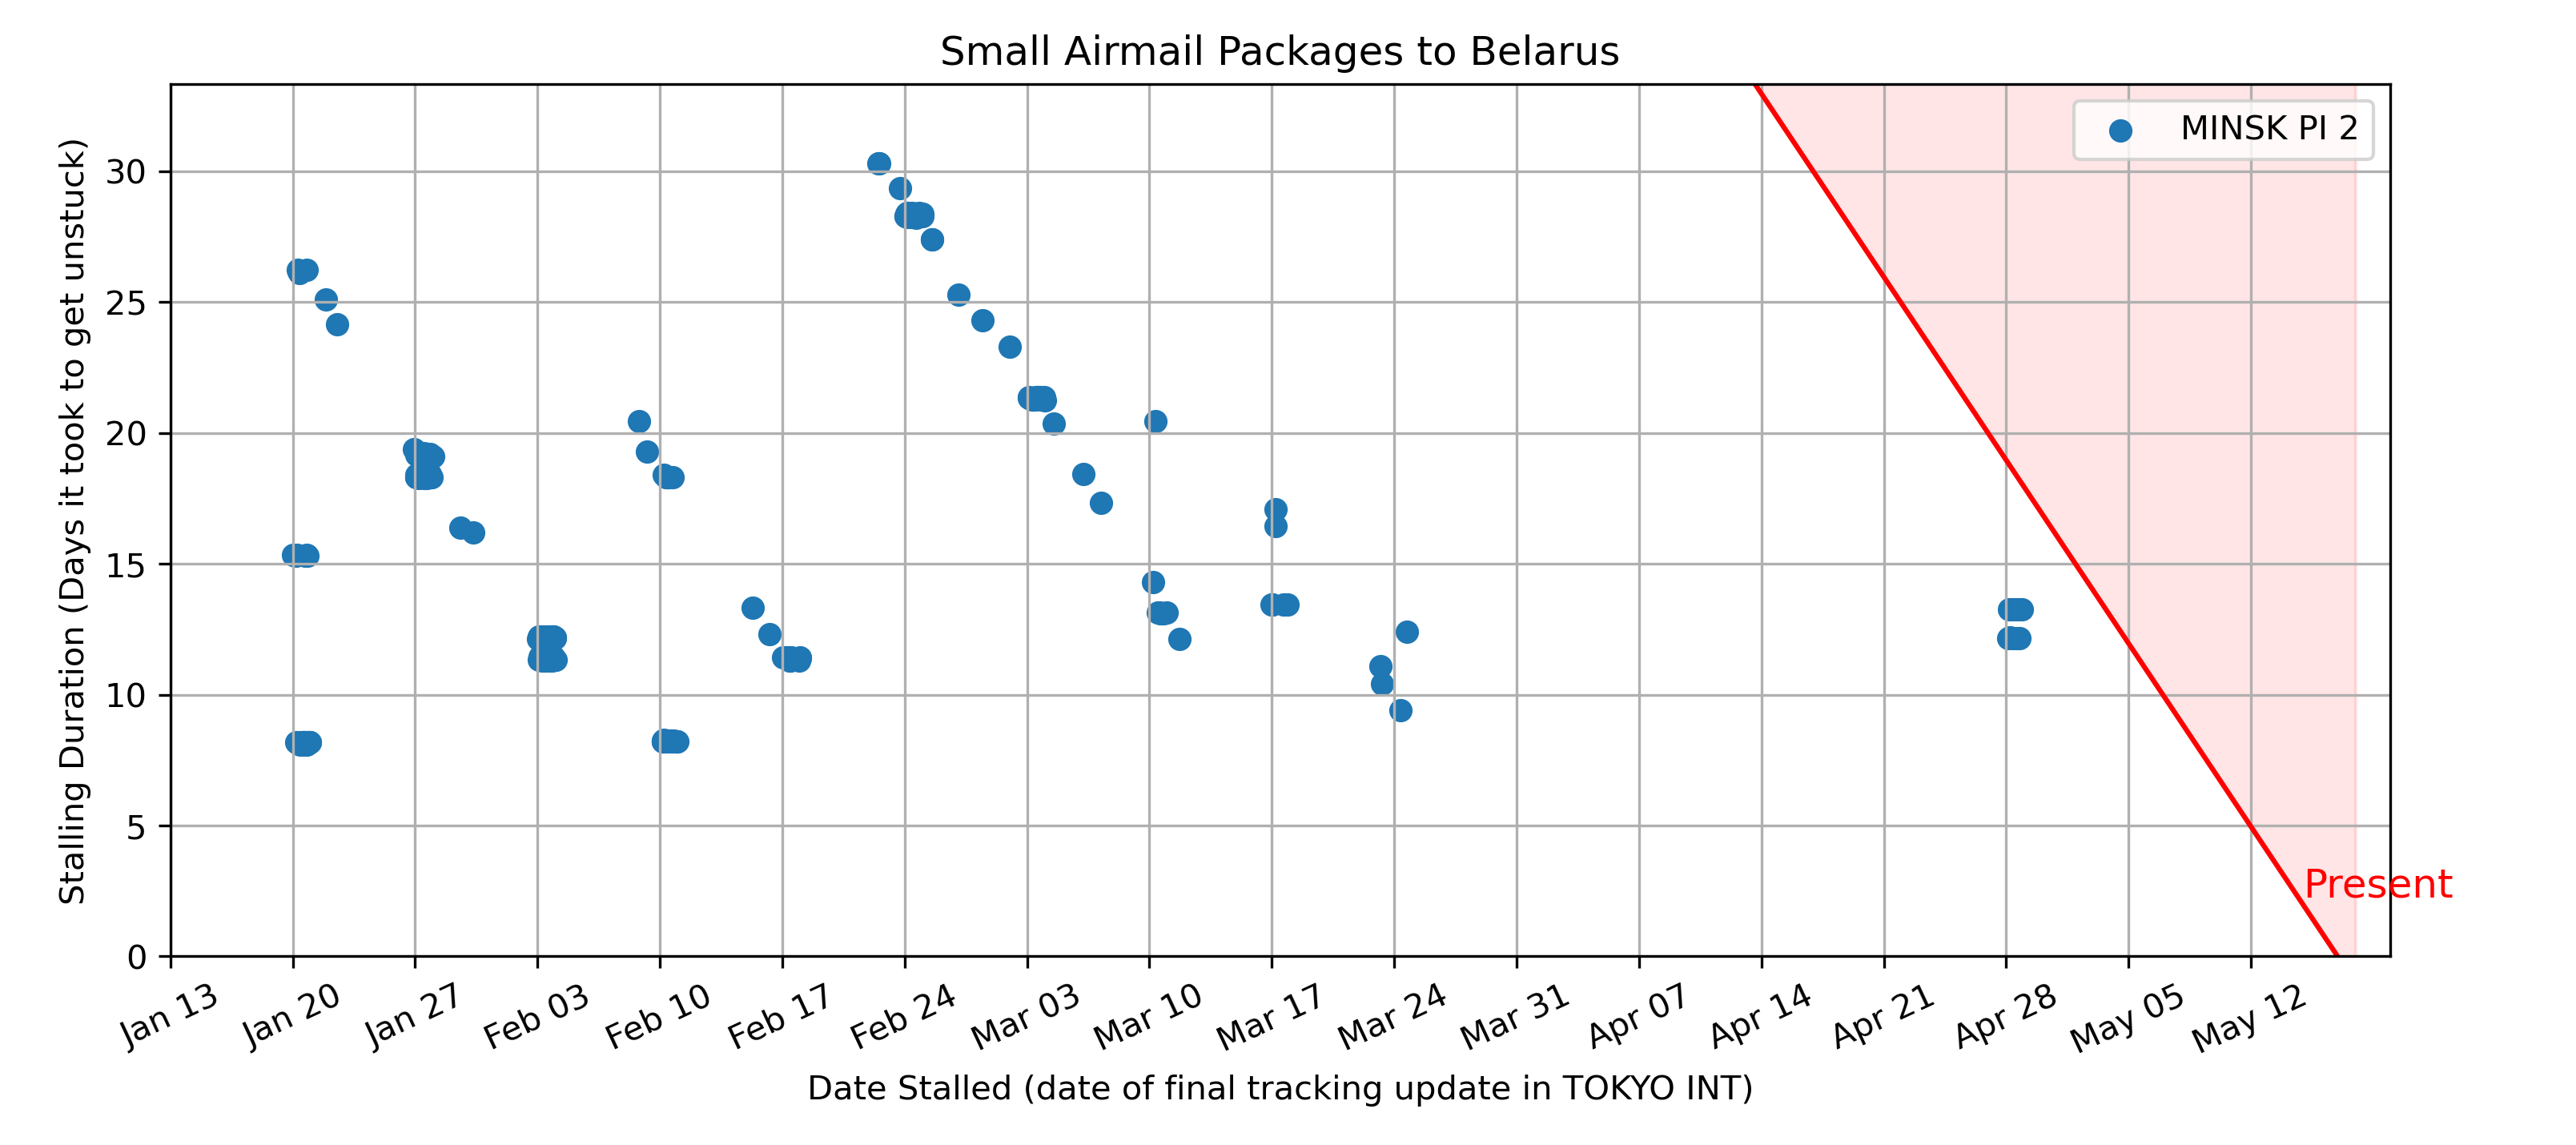 Small Airmail Packages to Belarus
MINSK PI 2
Stalling Duration (Days it took to get unstuck)
30
25
20
15
10
5
0
Present
Jan 13
Jan 20
Jan 27
Feb 03
Feb 10
Feb 17
Feb 24
Mar 03
Mar 10
Mar 17
Mar 24
Mar 31
Apr 07
Apr 14
Apr 21
Apr 28
May 05
May 12
Date Stalled (date of final tracking update in TOKYO INT)